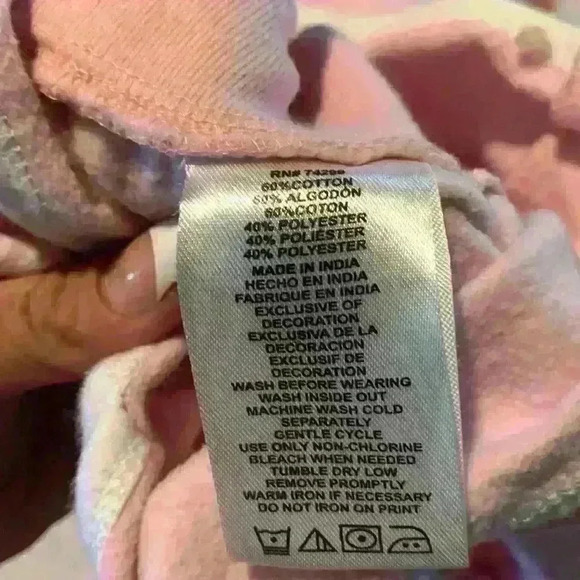 RN# 74299
60%COTTON
60% ALGODÓN
60%COTON
40% POLYESTER
40% POLIÉSTER
40% POLYESTER
MADE IN INDIA
HECHO EN INDIA
FABRIQUE EN INDIA
EXCLUSIVE OF
DECORATION
EXCLUSIVA DE LA
DECORACION
EXCLUSIF DE
DECORATION
WASH BEFORE WEARING
WASH INSIDE OUT
MACHINE WASH COLD
SEPARATELY
GENTLE CYCLE
USE ONLY NON-CHLORINE
BLEACH WHEN NEEDED
TUMBLE DRY LOW
REMOVE PROMPTLY
WARM IRON IF NECESSARY
DO NOT IRON ON PRINT